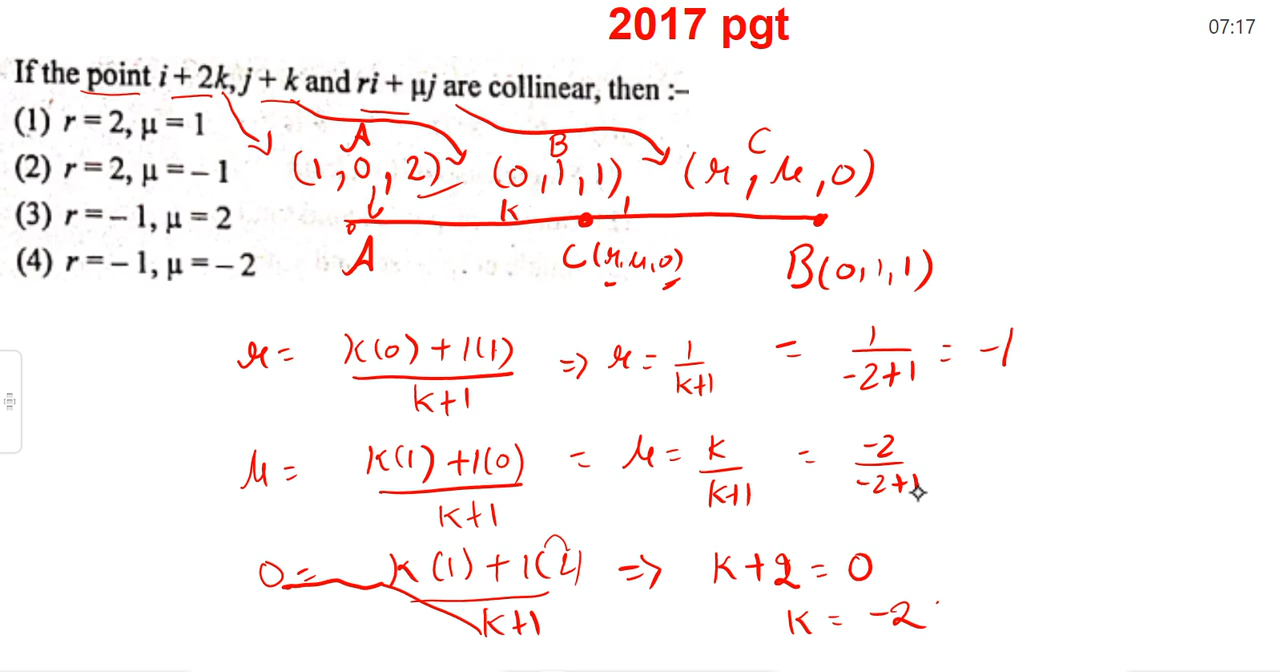 2017 pgt
07:17
If the point i + 2k, j + k and ri + μj are collinear, then :–
(1) r = 2, μ = 1
(2) r = 2, μ = – 1
(3) r = – 1, μ = 2
(4) r = – 1, μ = – 2
A B C
(1, 0, 2) (0, 1, 1), (r, μ, 0)
k 1
A C(r, μ, 0) B(0, 1, 1)
r = k(0) + 1(1) / k+1 => r = 1 / k+1 = 1 / -2+1 = -1
μ = k(1) + 1(0) / k+1 = μ = k / k+1 = -2 / -2+1
0 = k(1) + 1(2) / k+1 => k + 2 = 0
k = -2